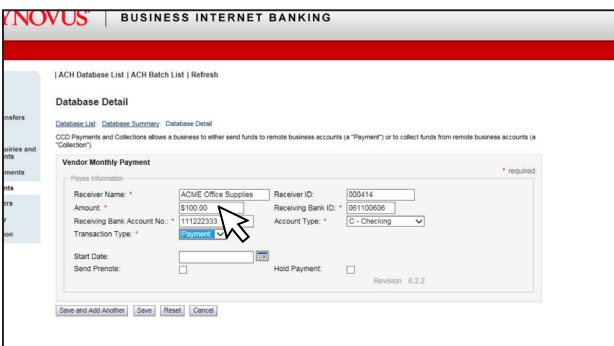 YNOVUS® | BUSINESS INTERNET BANKING
| ACH Database List | ACH Batch List | Refresh
Database Detail
Database List: Database Summary: Database Detail
CCD Payments and Collections allows a business to either send funds to remote business accounts (a "Payment") or to collect funds from remote business accounts (a
"Collection").
nsfers
uiries and
nts
ments
nts
ers
y
on
Vendor Monthly Payment
* required
Payee Information
Receiver Name: * ACME Office Supplies Receiver ID: 000414
Amount: * $100.00 Receiving Bank ID: * 061100606
Receiving Bank Account No.: * 111222333 Account Type: * C - Checking
Transaction Type: * Payment
Start Date:
Send Prenote: Hold Payment:
Revision 6.2.2
Save and Add Another Save Reset Cancel